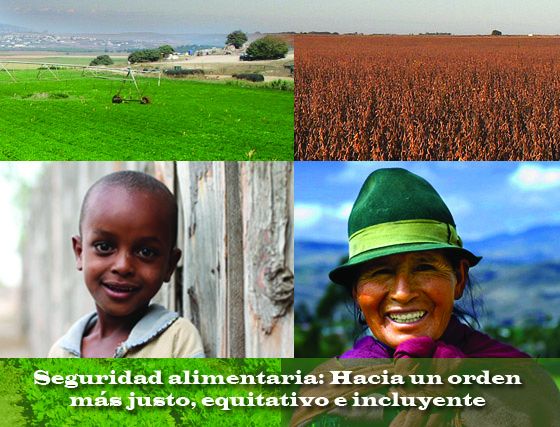 Seguridad alimentaria: Hacia un orden
más justo, equitativo e incluyente